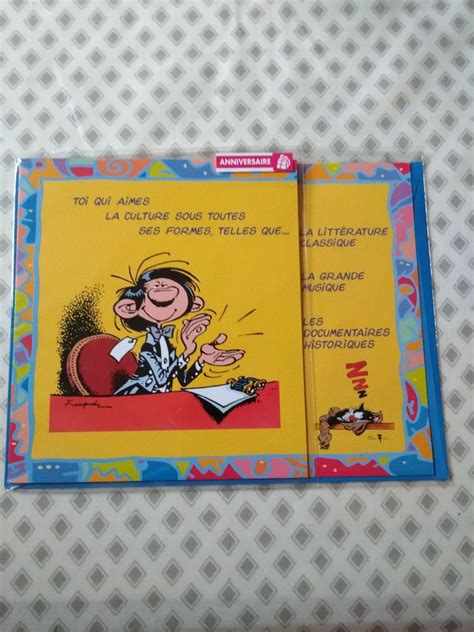 ANNIVERSAIRE
TOI QUI AIMES
LA CULTURE SOUS TOUTES
SES FORMES, TELLES QUE...
LA LITTÉRATURE
CLASSIQUE
LA GRANDE
MUSIQUE
LES
DOCUMENTAIRES
HISTORIQUES
ZZZ
Franquin